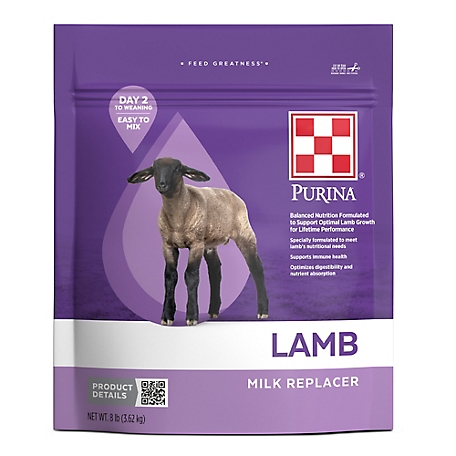 • FEED GREATNESS® •
DAY 2
TO WEANING
EASY TO
MIX
®
PURINA
Balanced Nutrition Formulated
to Support Optimal Lamb Growth
for Lifetime Performance
Specially formulated to meet
lamb's nutritional needs
Supports immune health
Optimizes digestibility and
nutrient absorption
LAMB
MILK REPLACER
PRODUCT
DETAILS
NET WT. 8 lb (3.62 kg)